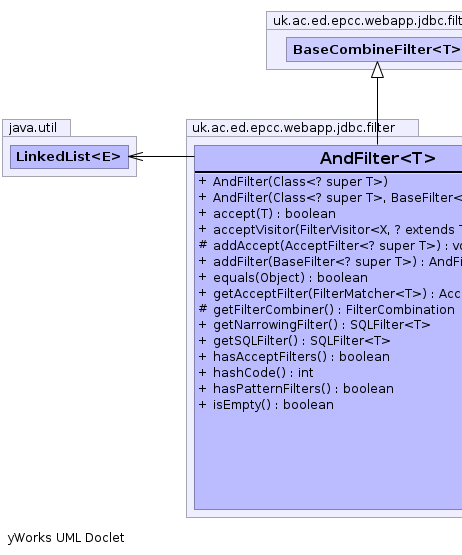 uk.ac.ed.epcc.webapp.jdbc.filte
BaseCombineFilter<T>
java.util
LinkedList<E>
uk.ac.ed.epcc.webapp.jdbc.filter
AndFilter<T>
+ AndFilter(Class<? super T>)
+ AndFilter(Class<? super T>, BaseFilter<
+ accept(T) : boolean
+ acceptVisitor(FilterVisitor<X, ? extends T
# addAccept(AcceptFilter<? super T>) : vo
+ addFilter(BaseFilter<? super T>) : AndFi
+ equals(Object) : boolean
+ getAcceptFilter(FilterMatcher<T>) : Acc
# getFilterCombiner() : FilterCombination
+ getNarrowingFilter() : SQLFilter<T>
+ getSQLFilter() : SQLFilter<T>
+ hasAcceptFilters() : boolean
+ hashCode() : int
+ hasPatternFilters() : boolean
+ isEmpty() : boolean
yWorks UML Doclet